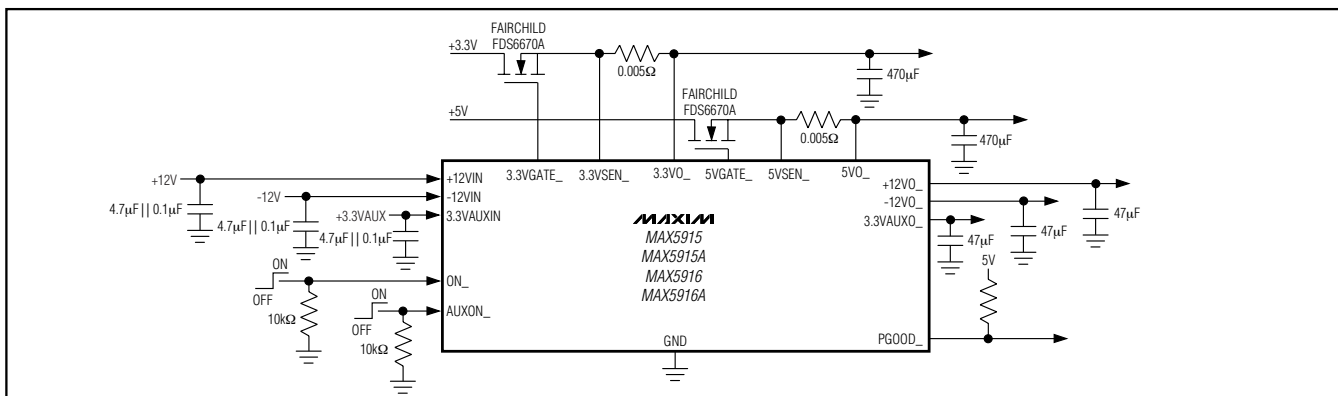 FAIRCHILD
FDS6670A
+3.3V
0.005Ω
470µF
FAIRCHILD
FDS6670A
+5V
0.005Ω
470µF
3.3VGATE_ 3.3VSEN_ 3.3VO_ 5VGATE_ 5VSEN_ 5VO_
+12V
+12VIN
+12VO_
-12V
-12VIN
-12VO_
4.7µF || 0.1µF
+3.3VAUX
3.3VAUXIN
3.3VAUXO_
47µF
4.7µF || 0.1µF
4.7µF || 0.1µF
47µF
47µF
MAXIM
MAX5915
MAX5915A
MAX5916
MAX5916A
5V
ON
OFF
ON_
10kΩ
ON
OFF
AUXON_
10kΩ
GND
PGOOD_